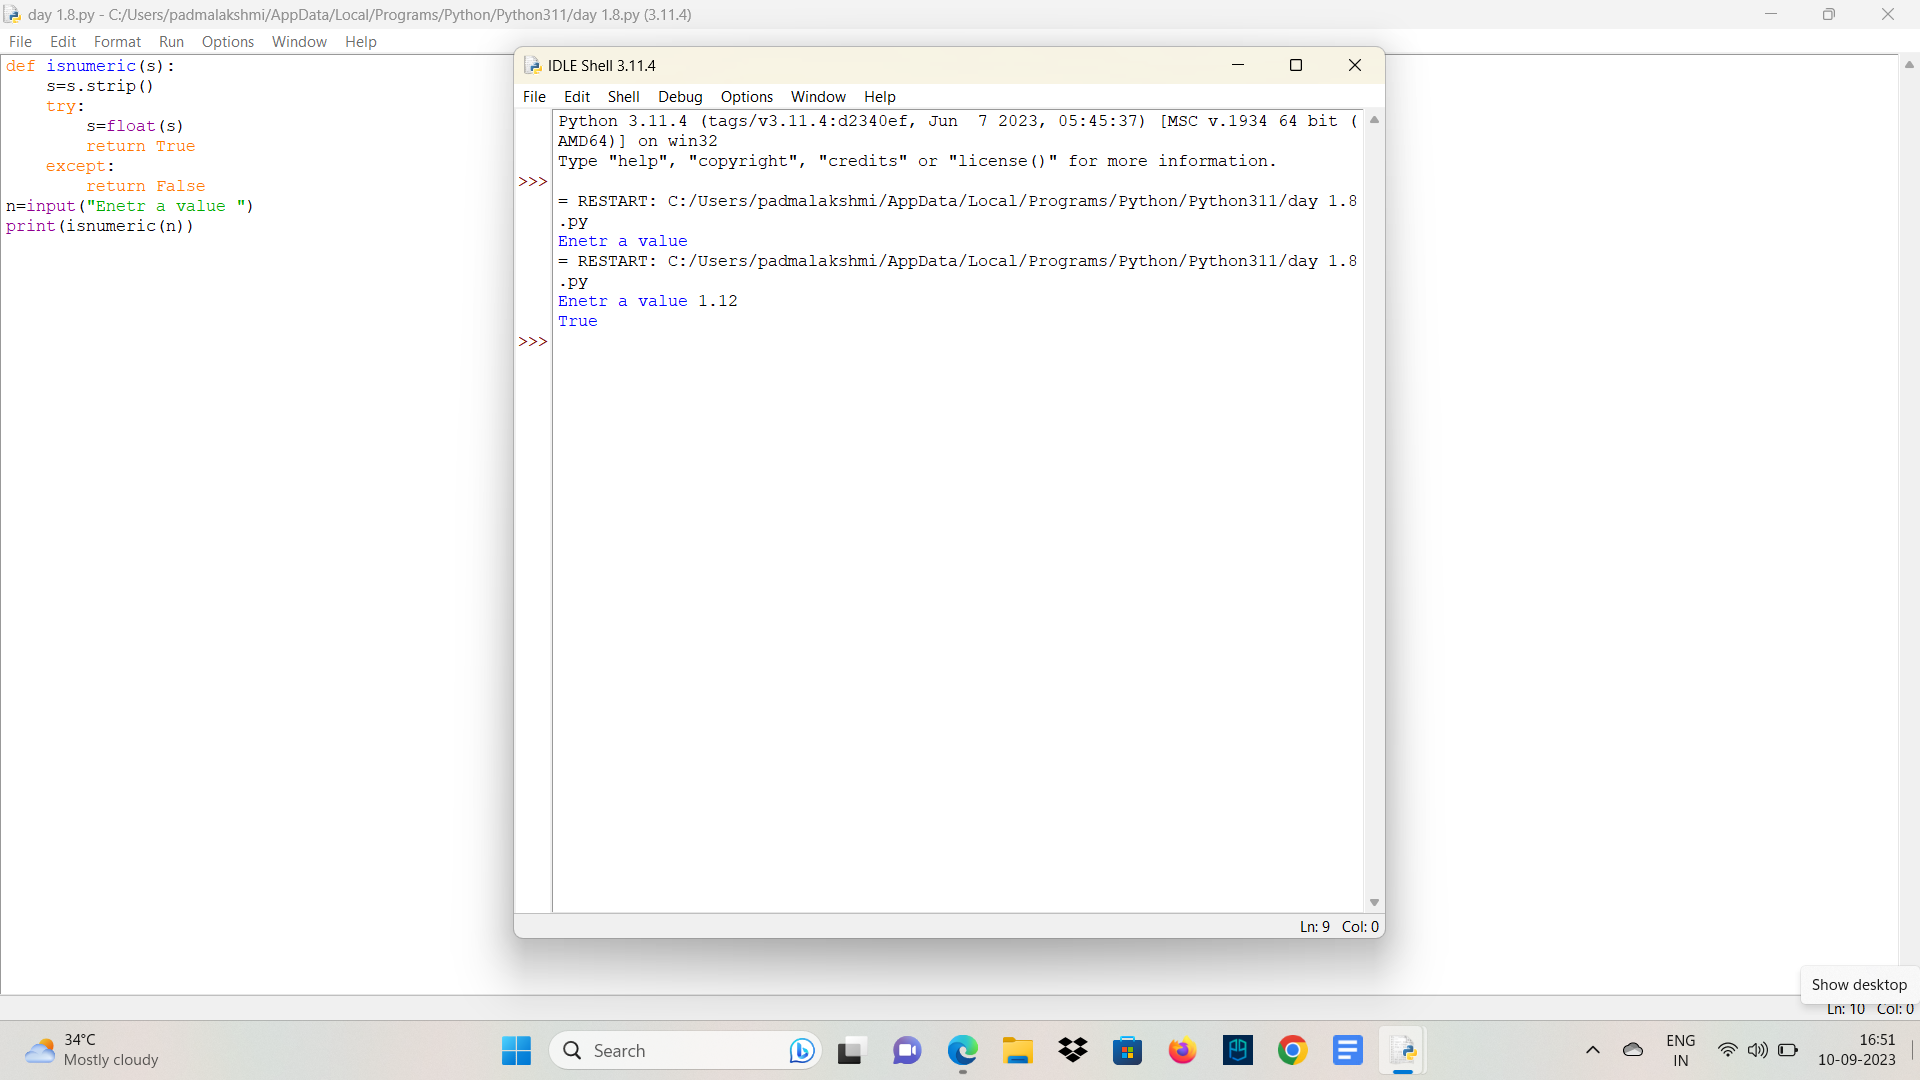 day 1.8.py - C:/Users/padmalakshmi/AppData/Local/Programs/Python/Python311/day 1.8.py (3.11.4)
File Edit Format Run Options Window Help
def isnumeric(s):
    s=s.strip()
    try:
        s=float(s)
        return True
    except:
        return False
n=input("Enetr a value ")
print(isnumeric(n))
IDLE Shell 3.11.4
File Edit Shell Debug Options Window Help
Python 3.11.4 (tags/v3.11.4:d2340ef, Jun  7 2023, 05:45:37) [MSC v.1934 64 bit (
AMD64)] on win32
Type "help", "copyright", "credits" or "license()" for more information.
>>>
= RESTART: C:/Users/padmalakshmi/AppData/Local/Programs/Python/Python311/day 1.8
.py
Enetr a value
= RESTART: C:/Users/padmalakshmi/AppData/Local/Programs/Python/Python311/day 1.8
.py
Enetr a value 1.12
True
>>>
Ln: 9 Col: 0
Show desktop
Ln: 10 Col: 0
34°C
Mostly cloudy
Search
ENG
IN
16:51
10-09-2023